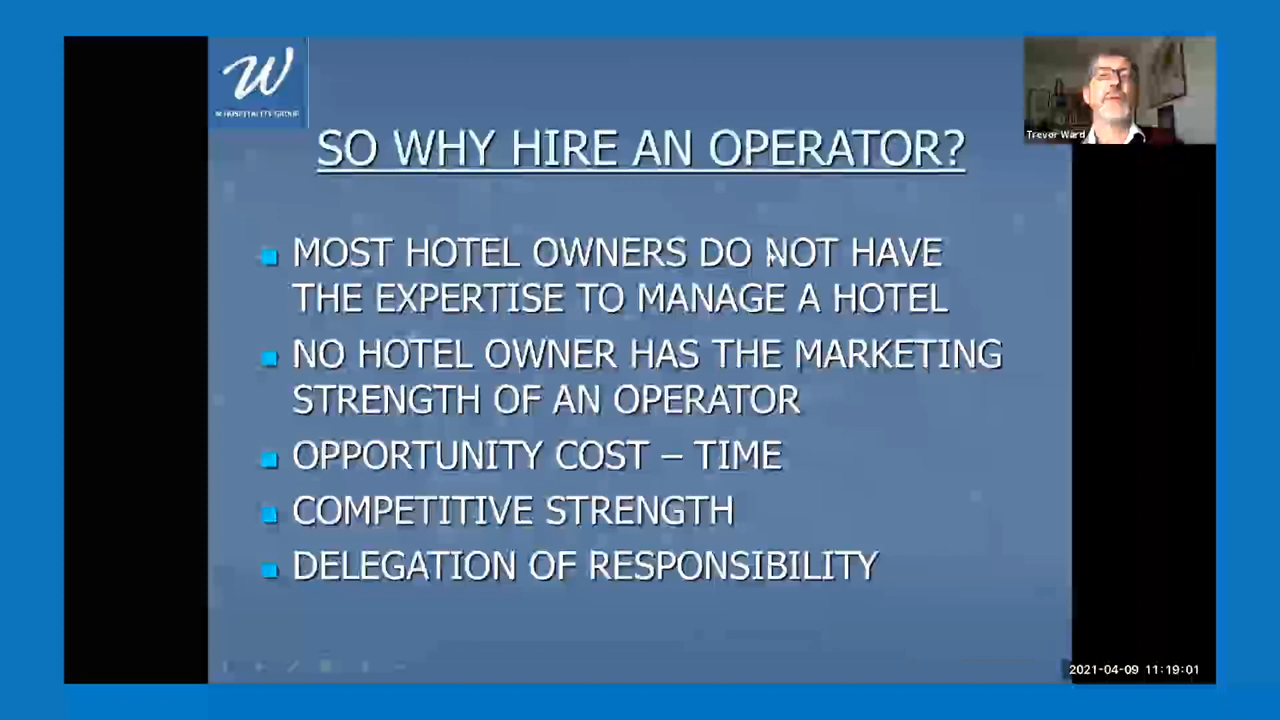 W
W HOSPITALITY GROUP
Trevor Ward
SO WHY HIRE AN OPERATOR?
MOST HOTEL OWNERS DO NOT HAVE
THE EXPERTISE TO MANAGE A HOTEL
NO HOTEL OWNER HAS THE MARKETING
STRENGTH OF AN OPERATOR
OPPORTUNITY COST – TIME
COMPETITIVE STRENGTH
DELEGATION OF RESPONSIBILITY
2021-04-09 11:19:01